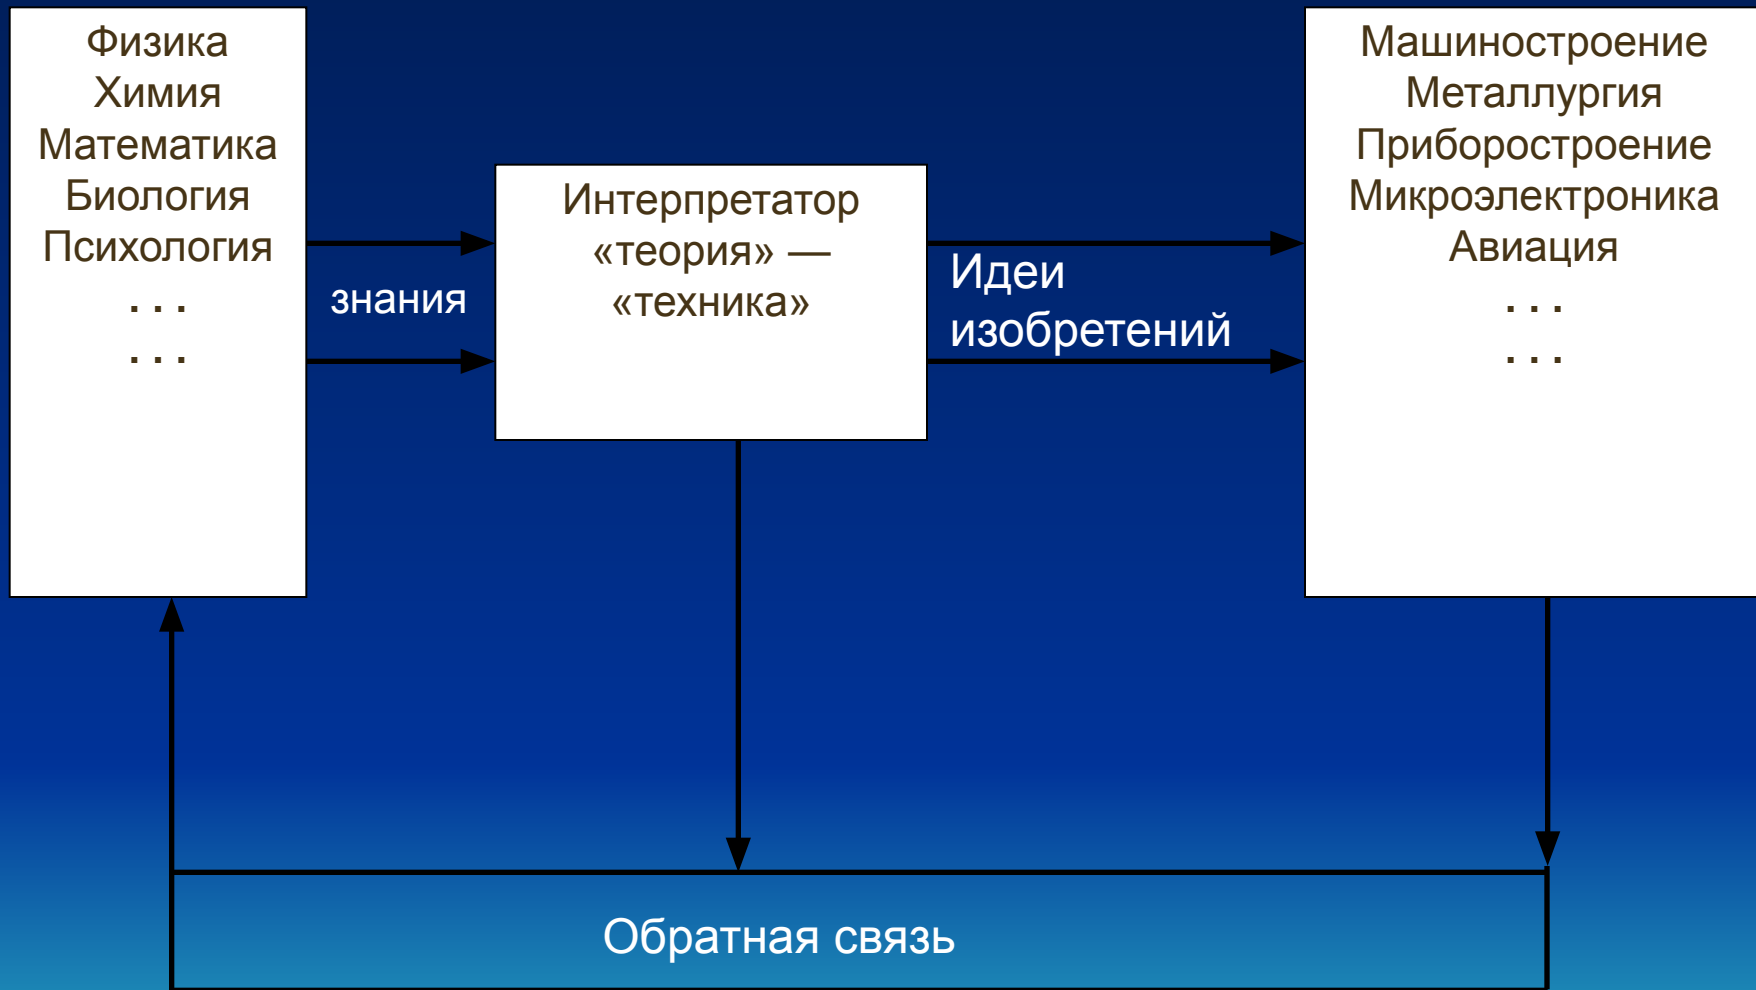 Физика
Химия
Математика
Биология
Психология
. . .
. . .
знания
Интерпретатор
«теория» —
«техника»
Идеи
изобретений
Машиностроение
Металлургия
Приборостроение
Микроэлектроника
Авиация
. . .
. . .
Обратная связь